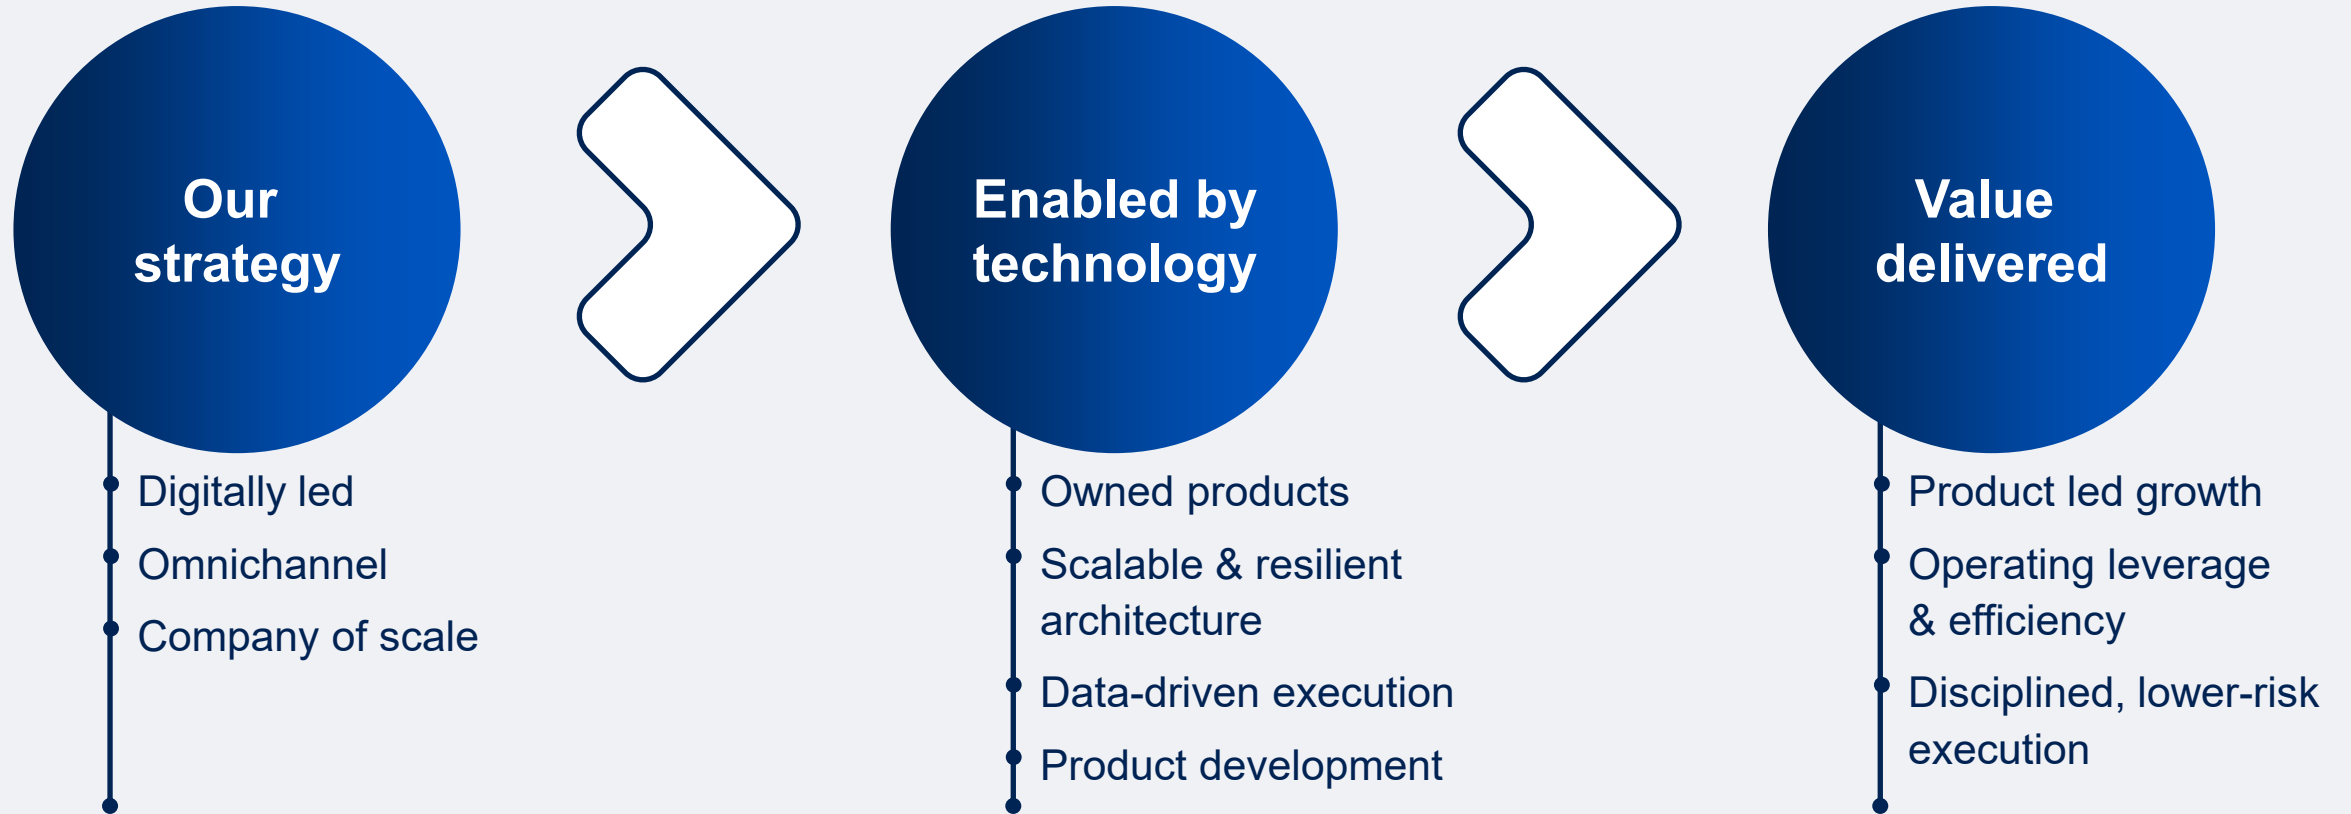 Our
strategy
Digitally led
Omnichannel
Company of scale
Enabled by
technology
Owned products
Scalable & resilient
architecture
Data-driven execution
Product development
Value
delivered
Product led growth
Operating leverage
& efficiency
Disciplined, lower-risk
execution